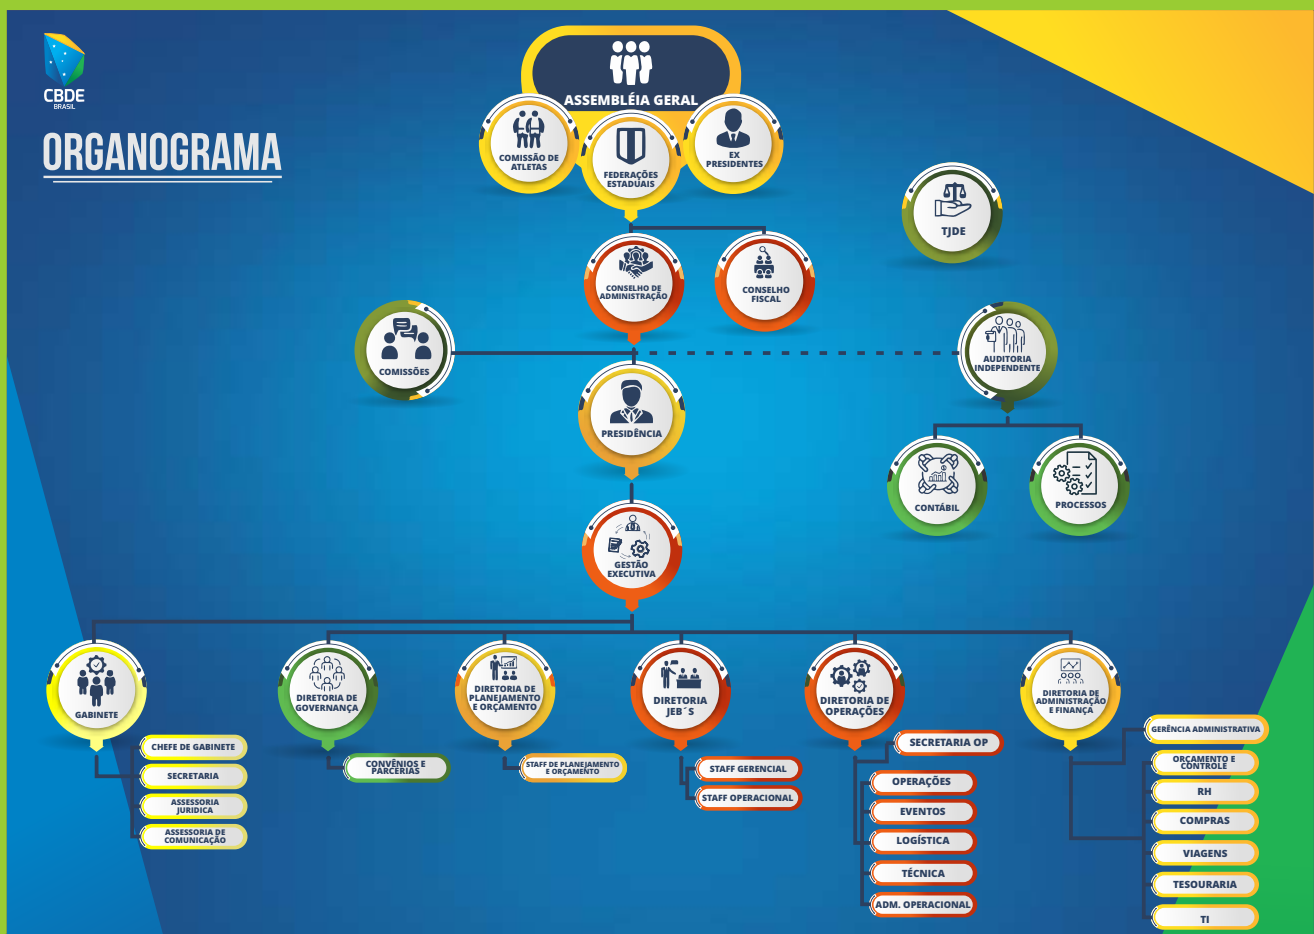 CBDE
BRASIL
ORGANOGRAMA
ASSEMBLÉIA GERAL
COMISSÃO DE
ATLETAS
FEDERAÇÕES
ESTADUAIS
EX
PRESIDENTES
TJDE
CONSELHO DE
ADMINISTRAÇÃO
CONSELHO
FISCAL
COMISSÕES
AUDITORIA
INDEPENDENTE
PRESIDÊNCIA
CONTÁBIL
PROCESSOS
GESTÃO
EXECUTIVA
GABINETE
CHEFE DE GABINETE
SECRETARIA
ASSESSORIA
JURIDICA
ASSESSORIA DE
COMUNICAÇÃO
DIRETORIA DE
GOVERNANÇA
CONVÊNIOS E
PARCERIAS
DIRETORIA DE
PLANEJAMENTO
E ORÇAMENTO
STAFF DE PLANEJAMENTO
E ORÇAMENTO
DIRETORIA
JEB´S
STAFF GERENCIAL
STAFF OPERACIONAL
DIRETORIA DE
OPERAÇÕES
SECRETARIA OP
OPERAÇÕES
EVENTOS
LOGÍSTICA
TÉCNICA
ADM. OPERACIONAL
DIRETORIA DE
ADMINISTRAÇÃO
E FINANÇA
GERÊNCIA ADMINISTRATIVA
ORÇAMENTO E
CONTROLE
RH
COMPRAS
VIAGENS
TESOURARIA
TI